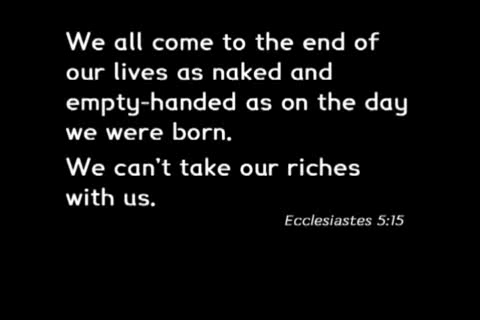 We all come to the end of
our lives as naked and
empty-handed as on the day
we were born.
We can't take our riches
with us.
Ecclesiastes 5:15